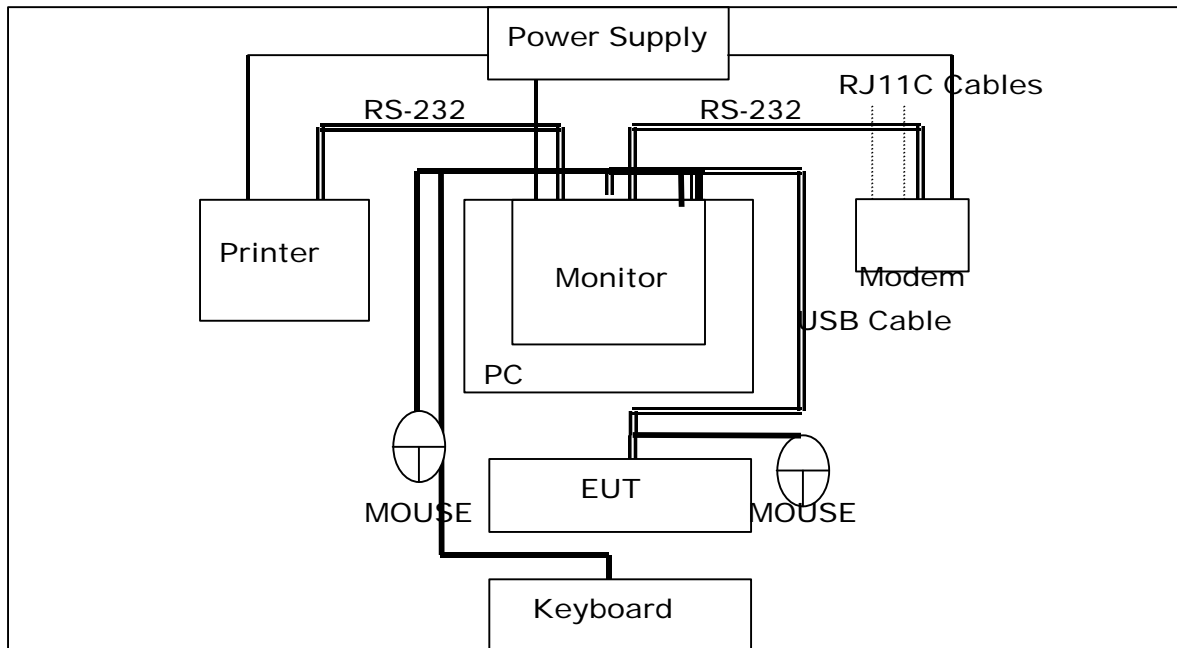 Power Supply
RJ11C Cables
RS-232
RS-232
Printer
Monitor
Modem
USB Cable
PC
EUT
MOUSE
MOUSE
Keyboard